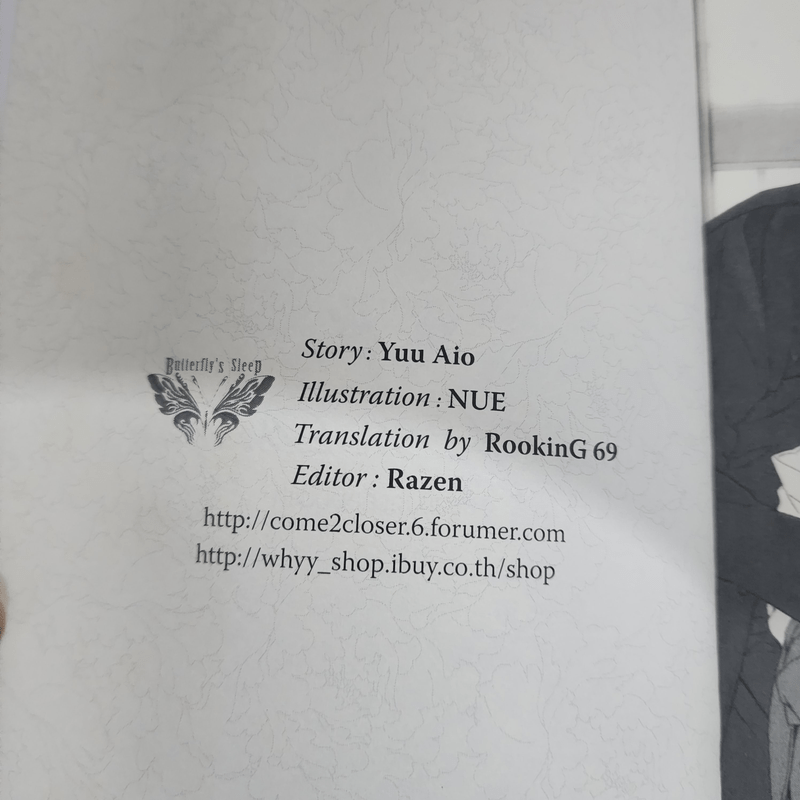 Butterfly's Sleep
Story : Yuu Aio
Illustration : NUE
Translation by RookinG 69
Editor : Razen
http://come2closer.6.forumer.com
http://whyy_shop.ibuy.co.th/shop